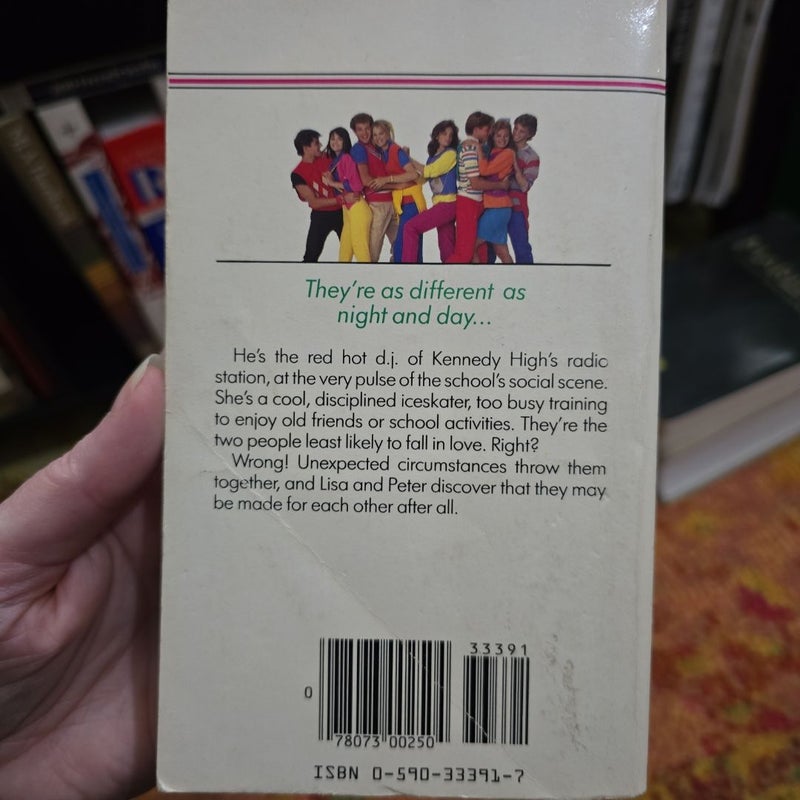 They're as different as
night and day...
He's the red hot d.j. of Kennedy High's radio
station, at the very pulse of the school's social scene.
She's a cool, disciplined iceskater, too busy training
to enjoy old friends or school activities. They're the
two people least likely to fall in love. Right?
Wrong! Unexpected circumstances throw them
together, and Lisa and Peter discover that they may
be made for each other after all.
33391
0 78073 00250
ISBN 0-590-33391-7